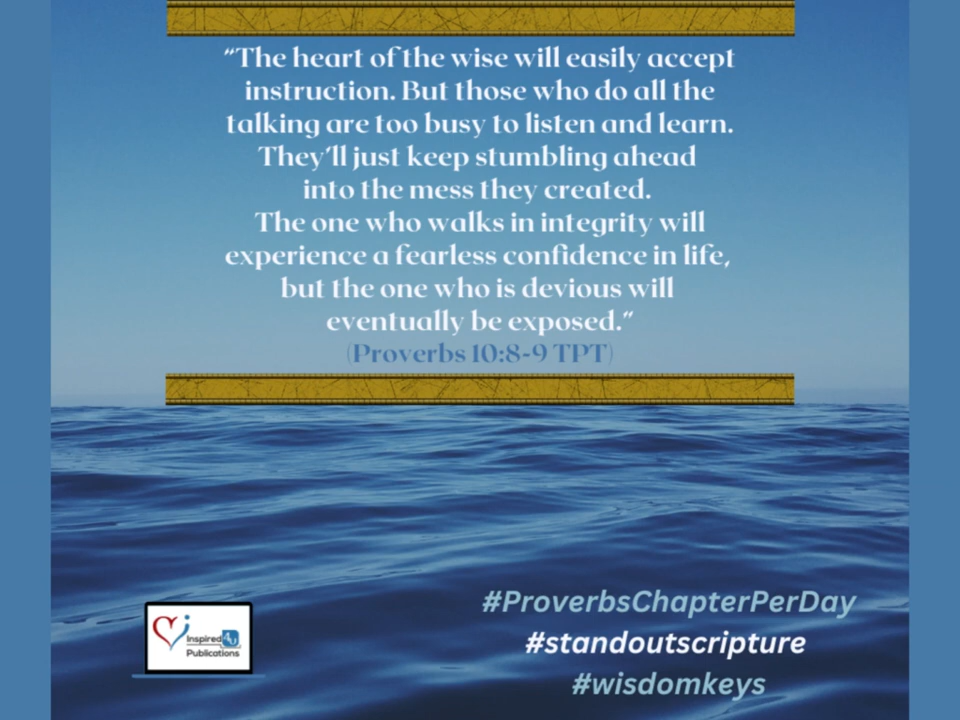 “The heart of the wise will easily accept
instruction. But those who do all the
talking are too busy to listen and learn.
They’ll just keep stumbling ahead
into the mess they created.
The one who walks in integrity will
experience a fearless confidence in life,
but the one who is devious will
eventually be exposed.”
(Proverbs 10:8-9 TPT)
#ProverbsChapterPerDay
#standoutscripture
#wisdomkeys
Inspired 4U
Publications